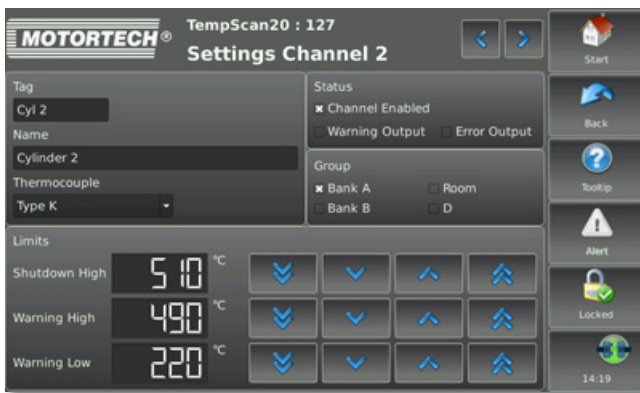 MOTORTECH®
TempScan20 : 127
Settings Channel 2
Start
Tag
Cyl 2
Name
Cylinder 2
Thermocouple
Type K
Status
Channel Enabled
Warning Output Error Output
Group
Bank A Room
Bank B D
Back
Tooltip
Alert
Locked
14:19
Limits
Shutdown High 510 °C
Warning High 490 °C
Warning Low 220 °C